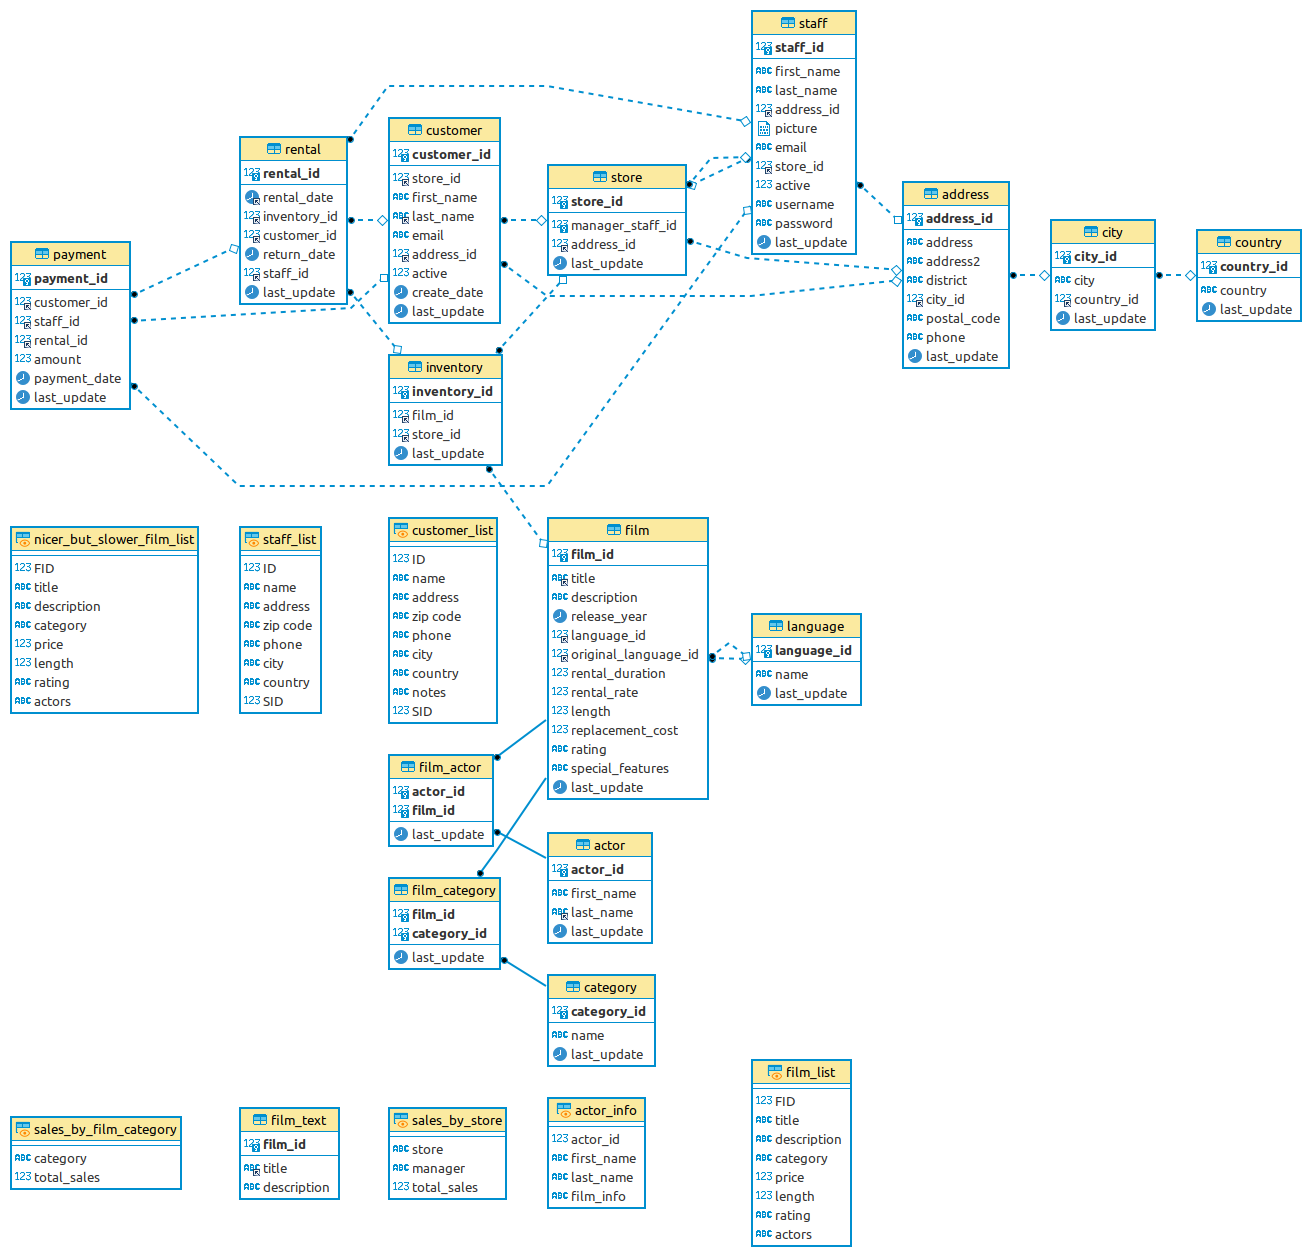 staff
staff_id
first_name
last_name
address_id
picture
email
store_id
active
username
password
last_update
customer
customer_id
store_id
first_name
last_name
email
address_id
active
create_date
last_update
rental
rental_id
rental_date
inventory_id
customer_id
return_date
staff_id
last_update
store
store_id
manager_staff_id
address_id
last_update
address
address_id
address
address2
district
city_id
postal_code
phone
last_update
city
city_id
city
country_id
last_update
country
country_id
country
last_update
payment
payment_id
customer_id
staff_id
rental_id
amount
payment_date
last_update
inventory
inventory_id
film_id
store_id
last_update
nicer_but_slower_film_list
FID
title
description
category
price
length
rating
actors
staff_list
ID
name
address
zip code
phone
city
country
SID
customer_list
ID
name
address
zip code
phone
city
country
notes
SID
film
film_id
title
description
release_year
language_id
original_language_id
rental_duration
rental_rate
length
replacement_cost
rating
special_features
last_update
language
language_id
name
last_update
film_actor
actor_id
film_id
last_update
actor
actor_id
first_name
last_name
last_update
film_category
film_id
category_id
last_update
category
category_id
name
last_update
sales_by_film_category
category
total_sales
film_text
film_id
title
description
sales_by_store
store
manager
total_sales
actor_info
actor_id
first_name
last_name
film_info
film_list
FID
title
description
category
price
length
rating
actors